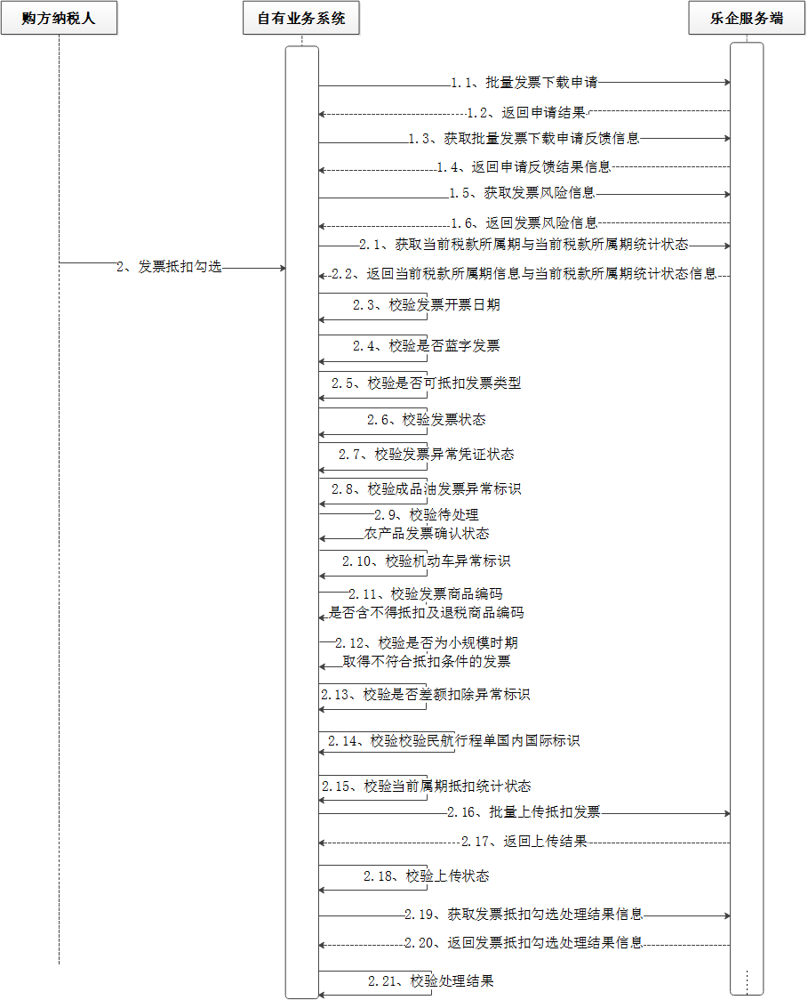 购方纳税人
自有业务系统
乐企服务端
1.1、批量发票下载申请
1.2、返回申请结果
1.3、获取批量发票下载申请反馈信息
1.4、返回申请反馈结果信息
1.5、获取发票风险信息
1.6、返回发票风险信息
2.1、获取当前税款所属期与当前税款所属期统计状态
2、发票抵扣勾选
2.2、返回当前税款所属期信息与当前税款所属期统计状态信息
2.3、校验发票开票日期
2.4、校验是否蓝字发票
2.5、校验是否可抵扣发票类型
2.6、校验发票状态
2.7、校验发票异常凭证状态
2.8、校验成品油发票异常标识
2.9、校验待处理
农产品发票确认状态
2.10、校验机动车异常标识
2.11、校验发票商品编码
是否含不得抵扣及退税商品编码
2.12、校验是否为小规模时期
取得不符合抵扣条件的发票
2.13、校验是否差额扣除异常标识
2.14、校验校验民航行程单国内国际标识
2.15、校验当前属期抵扣统计状态
2.16、批量上传抵扣发票
2.17、返回上传结果
2.18、校验上传状态
2.19、获取发票抵扣勾选处理结果信息
2.20、返回发票抵扣勾选处理结果信息
2.21、校验处理结果